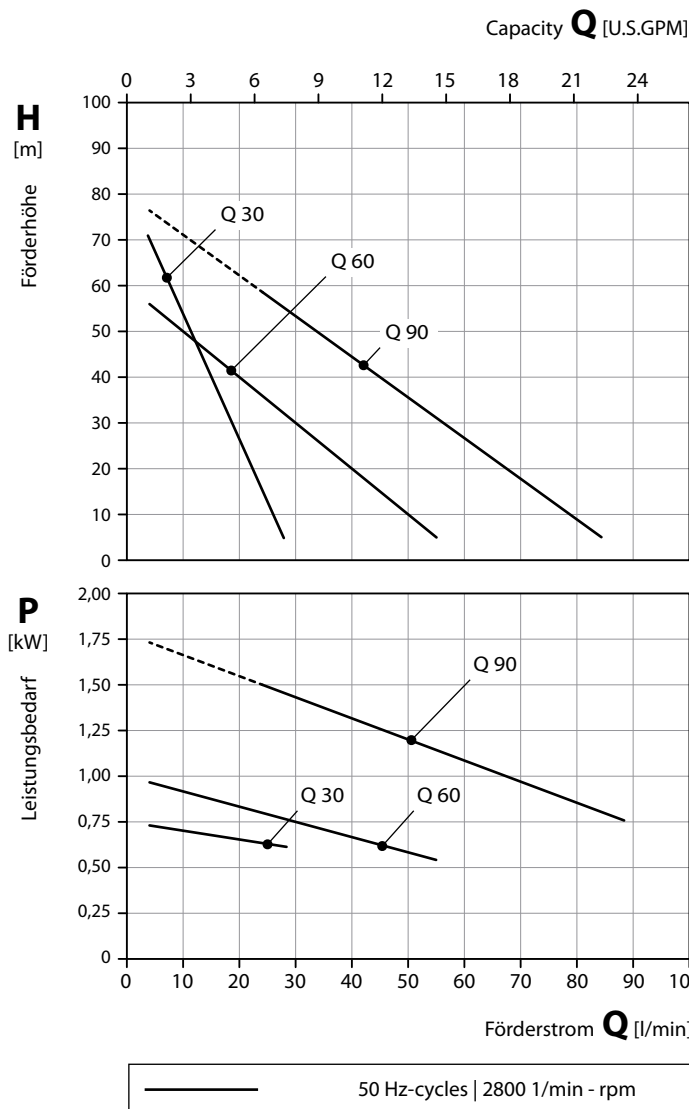 Capacity Q [U.S.GPM]
0 3 6 9 12 15 18 21 24
H
[m]
Förderhöhe
100
90
80
70
60
50
40
30
20
10
0
Q 30
Q 60
Q 90
P
[kW]
Leistungsbedarf
2,00
1,75
1,50
1,25
1,00
0,75
0,50
0,25
0
Q 90
Q 30
Q 60
0 10 20 30 40 50 60 70 80 90 100
Förderstrom Q [l/min]
50 Hz-cycles | 2800 1/min - rpm